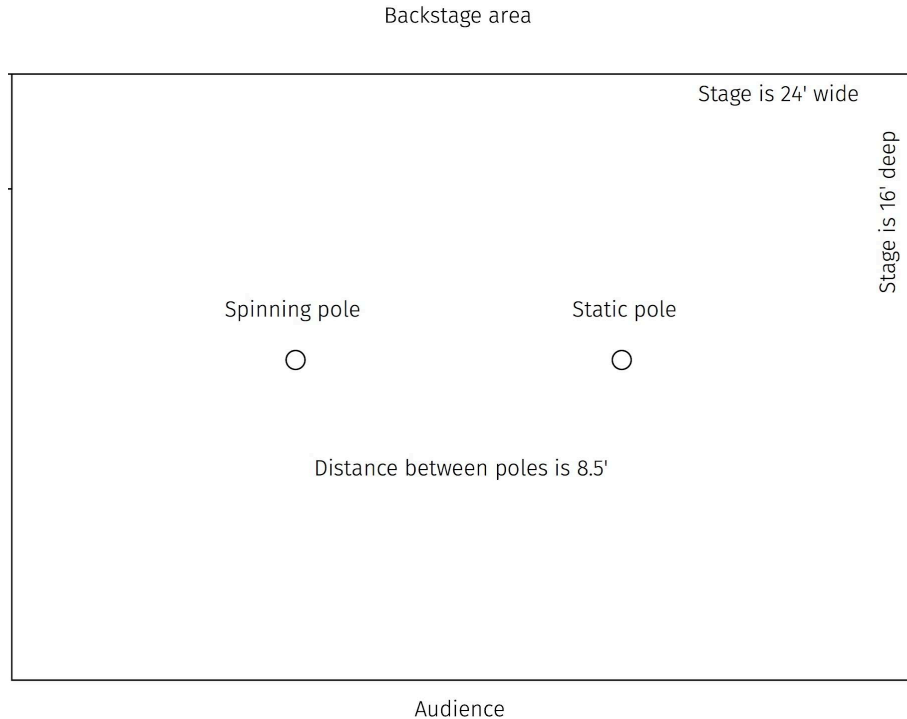 Backstage area
Stage is 24' wide
Stage is 16' deep
Spinning pole
Static pole
Distance between poles is 8.5'
Audience